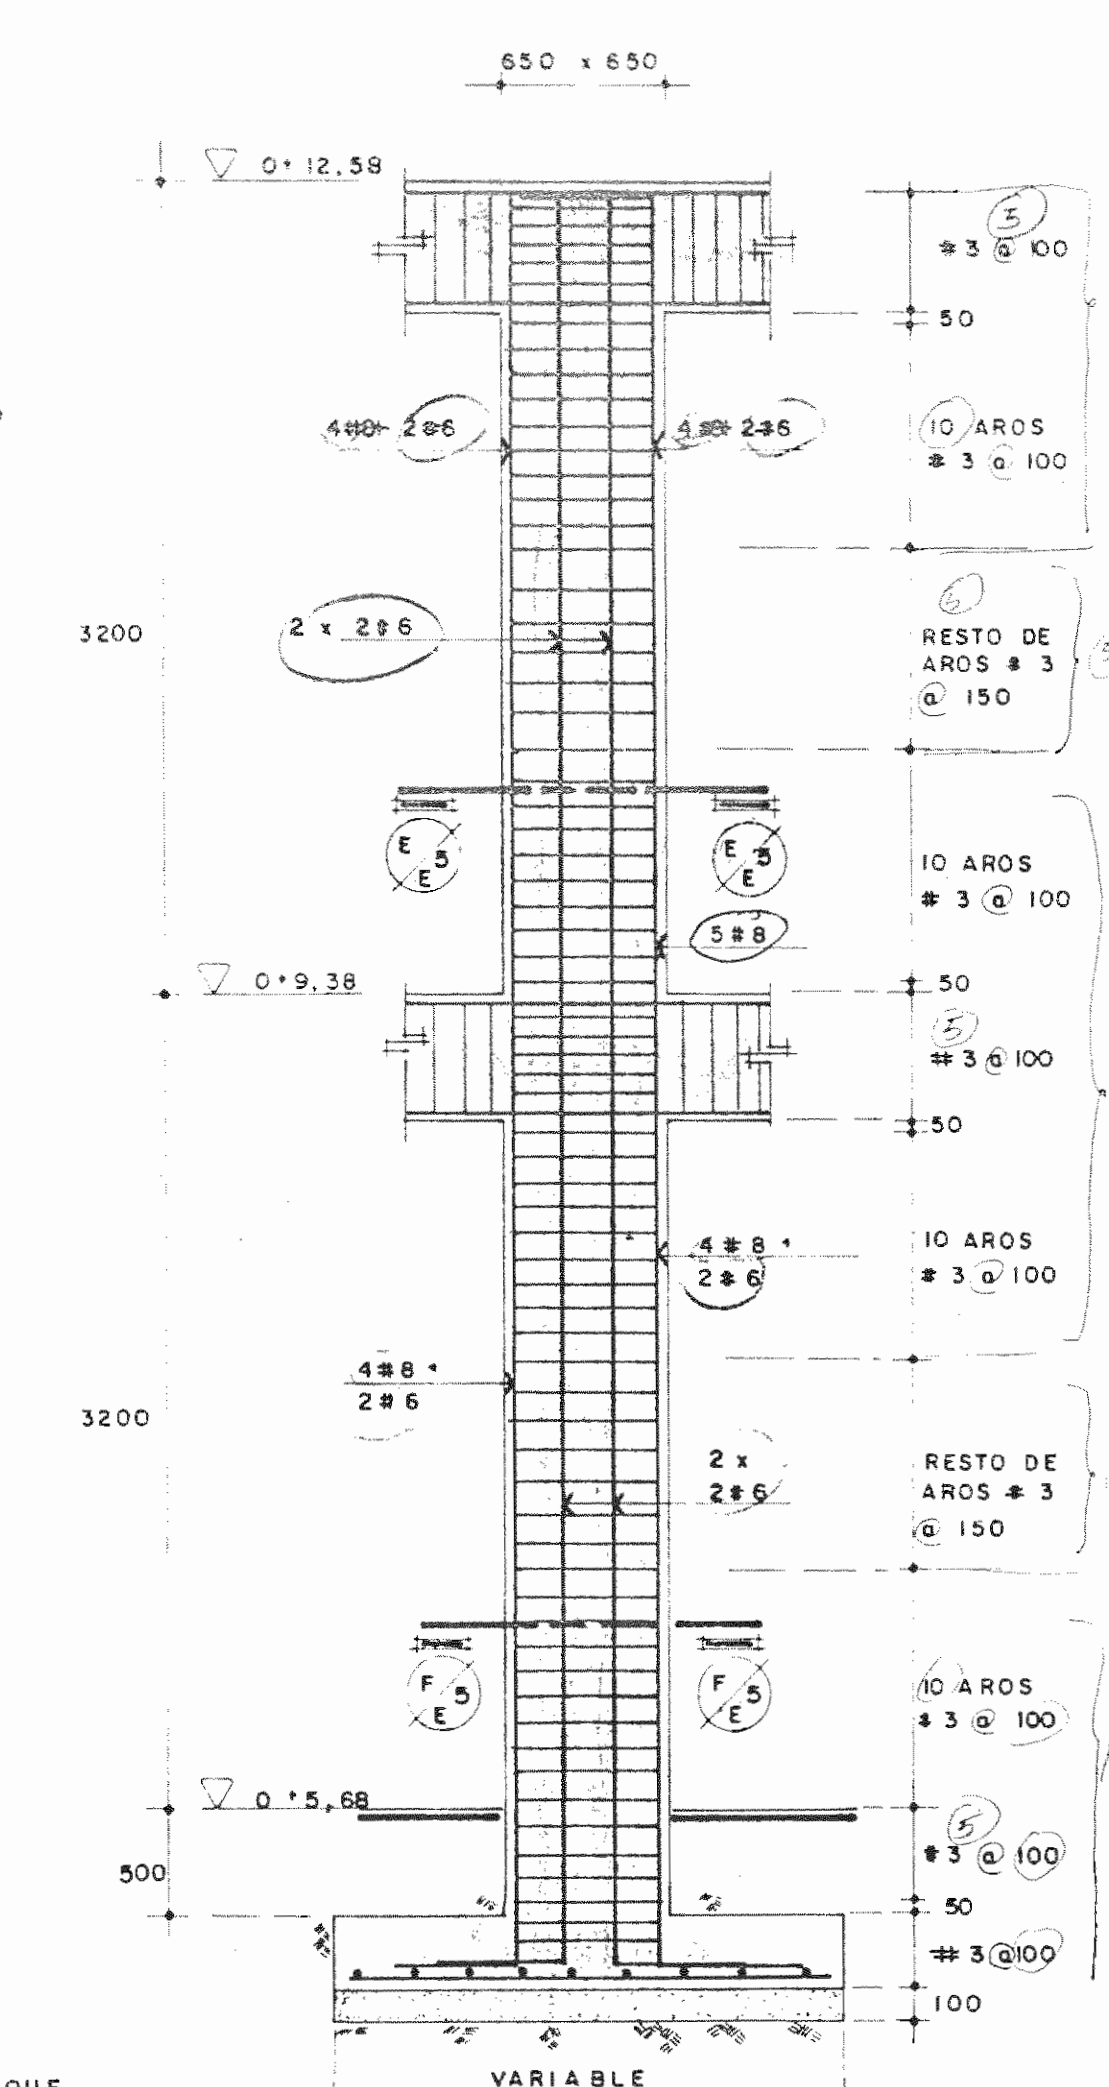 650 x 650
0+12.58
5
# 3 @ 100
50
4#8+ 2#6
4#8+ 2#6
10 AROS
# 3 @ 100
3200
2 x 2#6
RESTO DE
AROS # 3
@ 150
E 5
E
E 5
E
10 AROS
# 3 @ 100
5#8
0+9.38
50
5
# 3 @ 100
50
4#8+
2#6
10 AROS
# 3 @ 100
4#8+
2#6
3200
2 x
2#6
RESTO DE
AROS # 3
@ 150
F 5
E
F 5
E
10 AROS
# 3 @ 100
0+5.68
5
# 3 @ 100
500
50
# 3 @100
100
VARIABLE